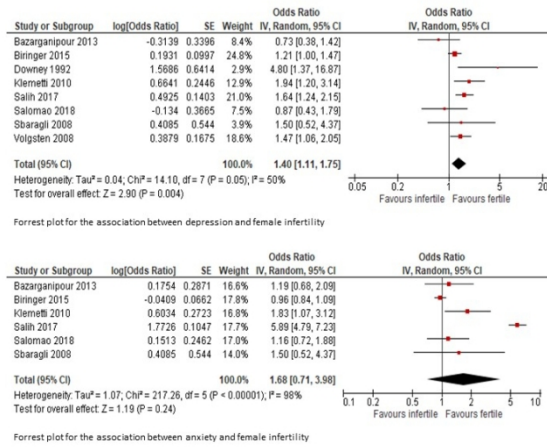 Odds Ratio Odds Ratio
Study or Subgroup log[Odds Ratio] SE Weight IV, Random, 95% CI IV, Random, 95% CI
Bazarganipour 2013 -0.3139 0.3396 8.4% 0.73 [0.38, 1.42]
Biringer 2015 0.1931 0.0997 24.8% 1.21 [1.00, 1.47]
Downey 1992 1.5686 0.6414 2.9% 4.80 [1.37, 16.87]
Klemetti 2010 0.6641 0.2446 12.7% 1.94 [1.20, 3.14]
Salih 2017 0.4925 0.1403 21.2% 1.64 [1.24, 2.15]
Salomao 2018 -0.134 0.3665 7.5% 0.87 [0.43, 1.79]
Sbaragli 2008 0.4085 0.544 3.9% 1.50 [0.52, 4.37]
Volgsten 2008 0.3879 0.1675 18.6% 1.47 [1.06, 2.05]
Total (95% CI) 100.0% 1.40 [1.11, 1.75]
Heterogeneity: Tau² = 0.04; Chi² = 14.10, df = 7 (P = 0.05); I² = 50%
Test for overall effect: Z = 2.90 (P = 0.004)
0.05 0.2 1 5 20
Favours infertile Favours fertile
Forrest plot for the association between depression and female infertility
Odds Ratio Odds Ratio
Study or Subgroup log[Odds Ratio] SE Weight IV, Random, 95% CI IV, Random, 95% CI
Bazarganipour 2013 0.1754 0.2871 16.6% 1.19 [0.68, 2.09]
Biringer 2015 -0.0409 0.0662 17.8% 0.96 [0.84, 1.09]
Klemetti 2010 0.6034 0.2723 16.7% 1.83 [1.07, 3.12]
Salih 2017 1.7726 0.1047 17.7% 5.89 [4.79, 7.23]
Salomao 2018 0.1513 0.2462 16.9% 1.16 [0.72, 1.88]
Sbaragli 2008 0.4085 0.544 14.4% 1.50 [0.52, 4.37]
Total (95% CI) 100.0% 1.68 [0.71, 3.98]
Heterogeneity: Tau² = 1.07; Chi² = 217.26, df = 5 (P < 0.00001); I² = 98%
Test for overall effect: Z = 1.19 (P = 0.24)
0.1 0.2 0.5 1 2 5 10
Favours infertile Favours fertile
Forrest plot for the association between anxiety and female infertility